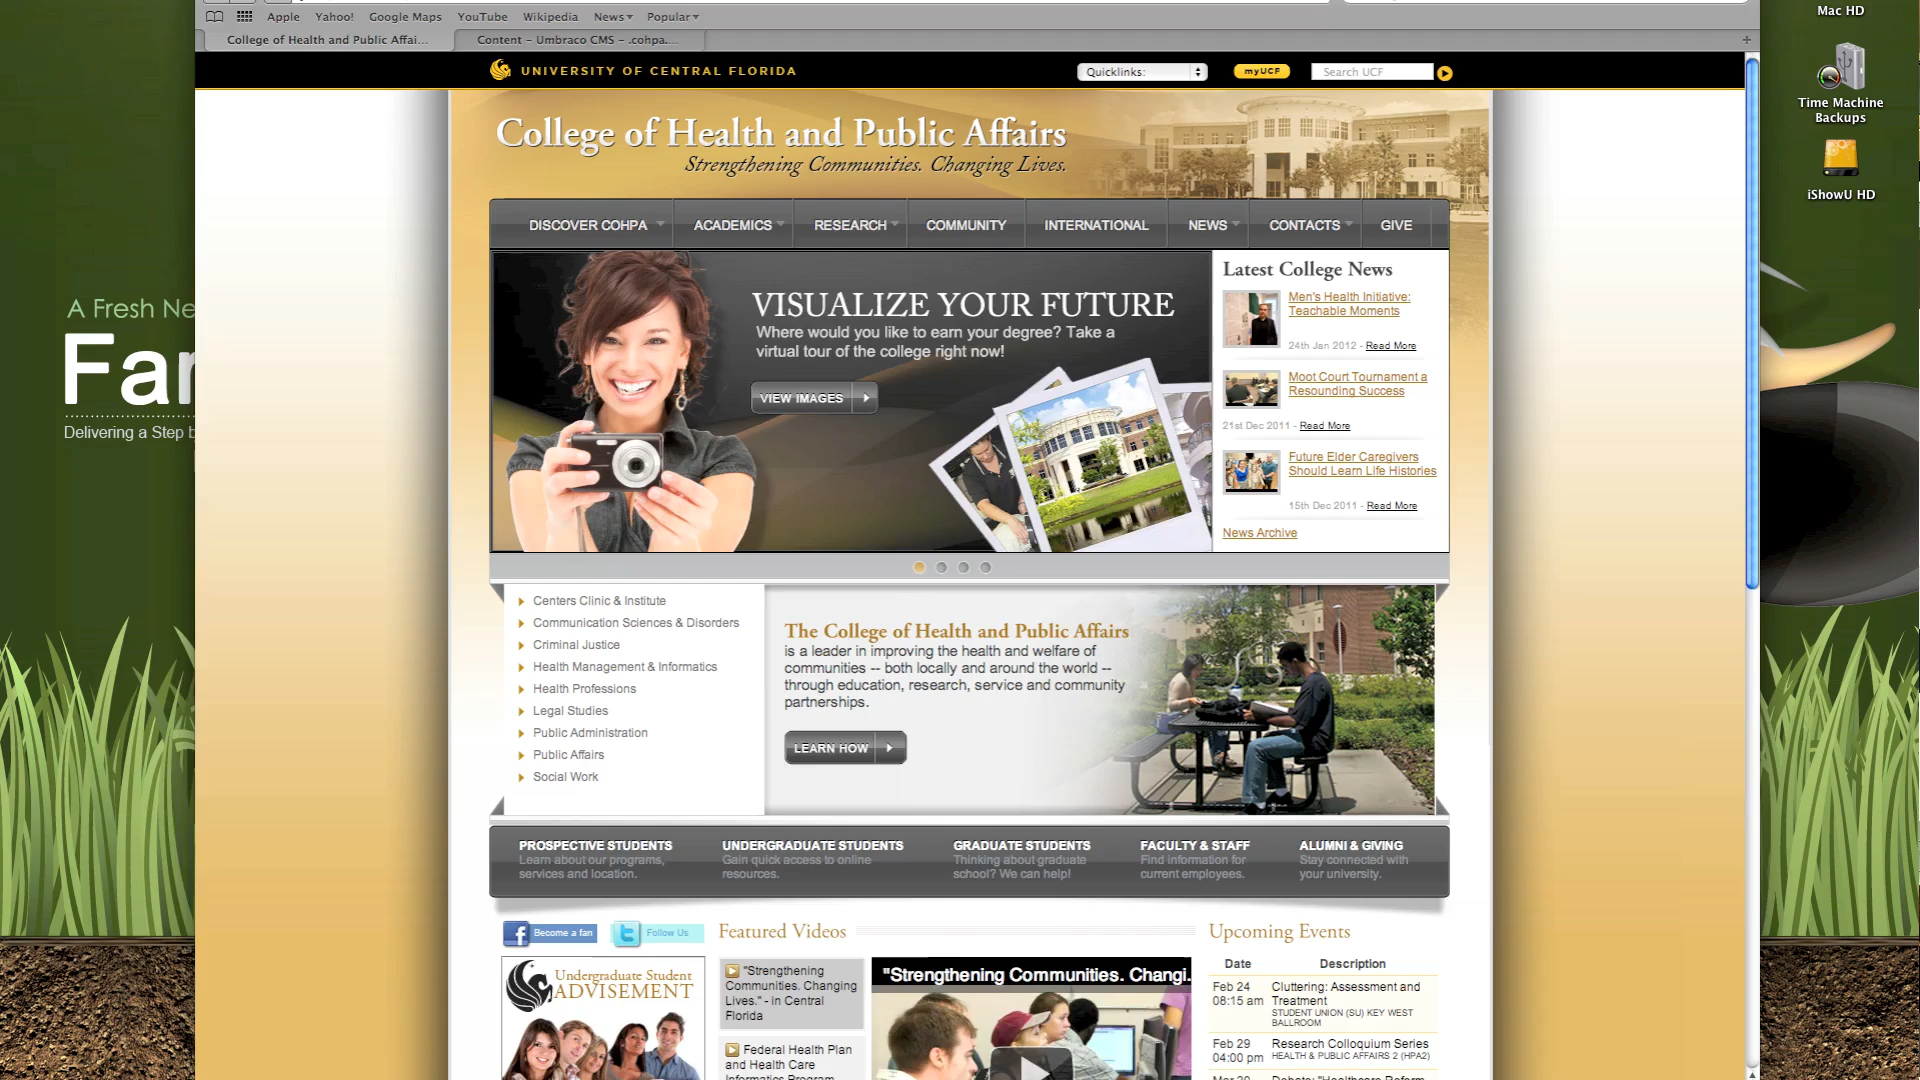 Apple Yahoo! Google Maps YouTube Wikipedia News▾ Popular▾
College of Health and Public Affai...
Content – Umbraco CMS – .cohpa....
Mac HD
Time Machine
Backups
iShowU HD
A Fresh Ne
Fa
Delivering a Step b
UNIVERSITY OF CENTRAL FLORIDA
Quicklinks:
myUCF
Search UCF
College of Health and Public Affairs
Strengthening Communities. Changing Lives.
DISCOVER COHPA ACADEMICS RESEARCH COMMUNITY INTERNATIONAL NEWS CONTACTS GIVE
VISUALIZE YOUR FUTURE
Where would you like to earn your degree? Take a
virtual tour of the college right now!
VIEW IMAGES
Latest College News
Men's Health Initiative:
Teachable Moments
24th Jan 2012 - Read More
Moot Court Tournament a
Resounding Success
21st Dec 2011 - Read More
Future Elder Caregivers
Should Learn Life Histories
15th Dec 2011 - Read More
News Archive
Centers Clinic & Institute
Communication Sciences & Disorders
Criminal Justice
Health Management & Informatics
Health Professions
Legal Studies
Public Administration
Public Affairs
Social Work
The College of Health and Public Affairs
is a leader in improving the health and welfare of
communities -- both locally and around the world --
through education, research, service and community
partnerships.
LEARN HOW
PROSPECTIVE STUDENTS
Learn about our programs,
services and location.
UNDERGRADUATE STUDENTS
Gain quick access to online
resources.
GRADUATE STUDENTS
Thinking about graduate
school? We can help!
FACULTY & STAFF
Find information for
current employees.
ALUMNI & GIVING
Stay connected with
your university.
Become a fan
Follow Us
Undergraduate Student
ADVISEMENT
Featured Videos
"Strengthening
Communities. Changing
Lives." - in Central
Florida
Federal Health Plan
and Health Care
Informatics Program
"Strengthening Communities. Changi.
Upcoming Events
Date Description
Feb 24
08:15 am
Cluttering: Assessment and
Treatment
STUDENT UNION (SU) KEY WEST
BALLROOM
Feb 29
04:00 pm
Research Colloquium Series
HEALTH & PUBLIC AFFAIRS 2 (HPA2)
Mar 20
Debate: "Healthcare Reform